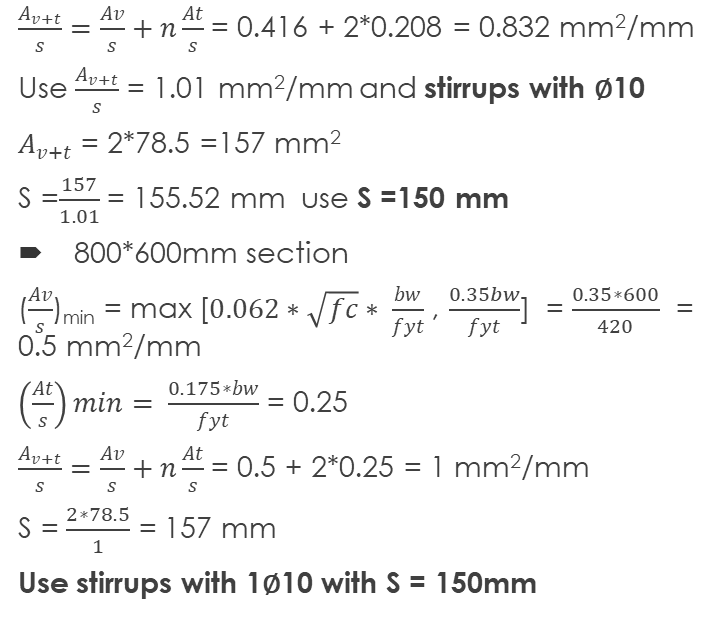 A_{v+t}/s = Av/s + n At/s = 0.416 + 2*0.208 = 0.832 mm²/mm
Use A_{v+t}/s = 1.01 mm²/mm and stirrups with ø10
A_{v+t} = 2*78.5 =157 mm²
S = 157/1.01 = 155.52 mm use S =150 mm
800*600mm section
(Av/s)min = max [0.062 * √fc * bw/fyt , 0.35bw/fyt] = 0.35*600/420 =
0.5 mm²/mm
(At/s) min = 0.175*bw/fyt = 0.25
A_{v+t}/s = Av/s + n At/s = 0.5 + 2*0.25 = 1 mm²/mm
S = 2*78.5/1 = 157 mm
Use stirrups with 1ø10 with S = 150mm